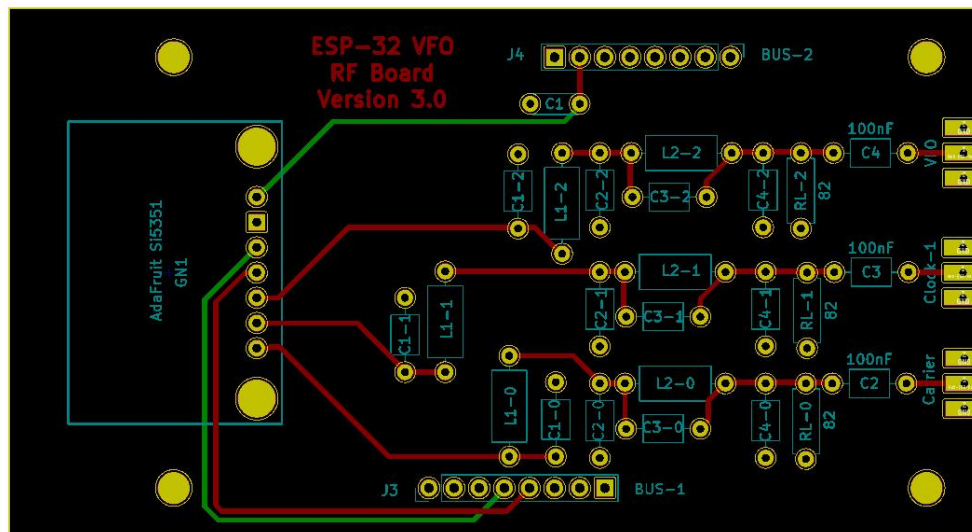 ESP-32 VFO
RF Board
Version 3.0
J4
BUS-2
C1
100nF
C4
VFO
L2-2
C3-2
C1-2
L1-2
C2-2
C4-2
RL-2
82
AdaFruit Si5351
GN1
100nF
C3
Clock-1
L2-1
C3-1
C1-1
L1-1
C2-1
C4-1
RL-1
82
100nF
C2
Carrier
L2-0
C3-0
L1-0
C1-0
C2-0
C4-0
RL-0
82
J3
BUS-1